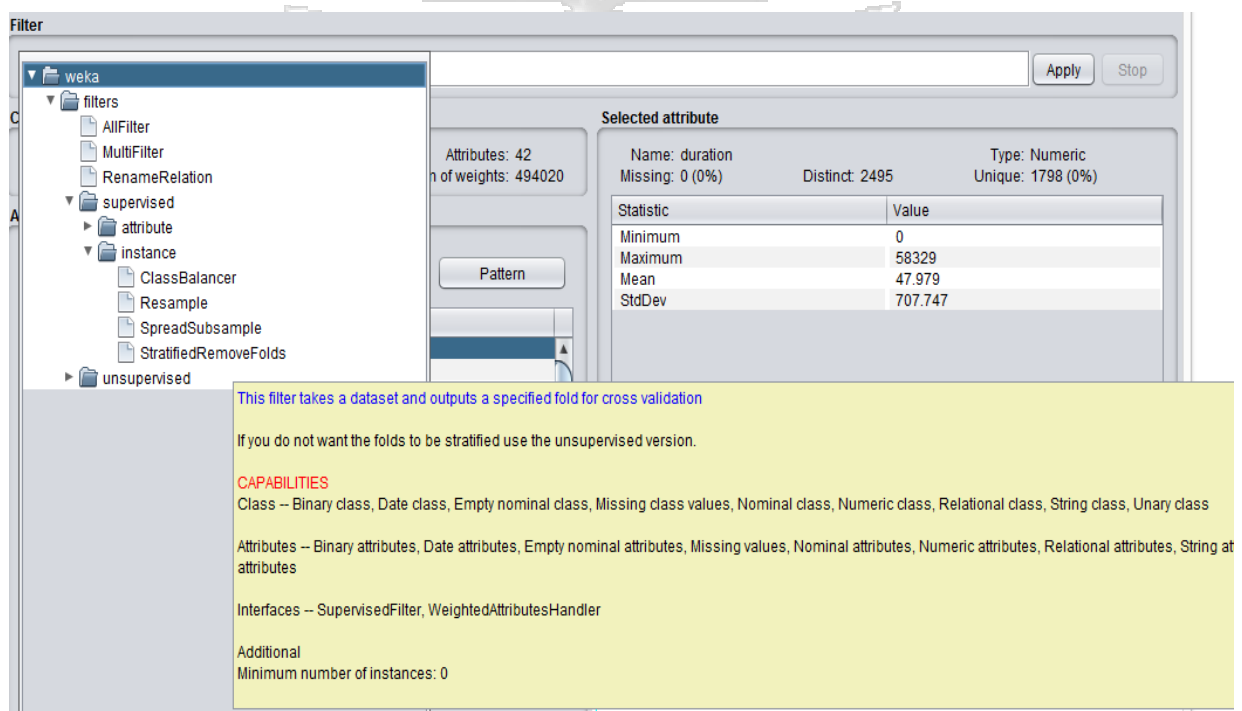 Filter
weka
Apply
Stop
filters
AllFilter
MultiFilter
RenameRelation
supervised
attribute
instance
ClassBalancer
Resample
SpreadSubsample
StratifiedRemoveFolds
unsupervised
C
Attributes: 42
n of weights: 494020
A
Pattern
Selected attribute
Name: duration
Type: Numeric
Missing: 0 (0%)
Distinct: 2495
Unique: 1798 (0%)
Statistic Value
Minimum 0
Maximum 58329
Mean 47.979
StdDev 707.747
This filter takes a dataset and outputs a specified fold for cross validation
If you do not want the folds to be stratified use the unsupervised version.
CAPABILITIES
Class -- Binary class, Date class, Empty nominal class, Missing class values, Nominal class, Numeric class, Relational class, String class, Unary class
Attributes -- Binary attributes, Date attributes, Empty nominal attributes, Missing values, Nominal attributes, Numeric attributes, Relational attributes, String at
attributes
Interfaces -- SupervisedFilter, WeightedAttributesHandler
Additional
Minimum number of instances: 0